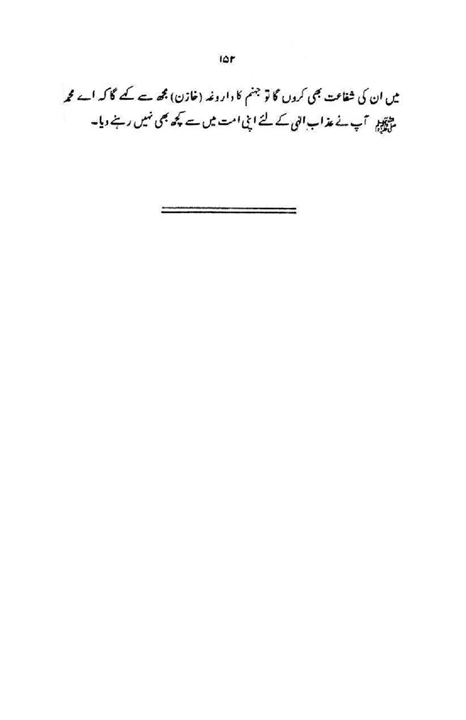 ۱۵۲
میں ان کی شفاعت بھی کروں گا تو جہنم کا داروغہ (خازن) مجھ سے کہے گا کہ اے محمد
ﷺ آپ نے عذاب الٰہی کے لئے اپنی امت میں سے کچھ بھی نہیں رہنے دیا۔